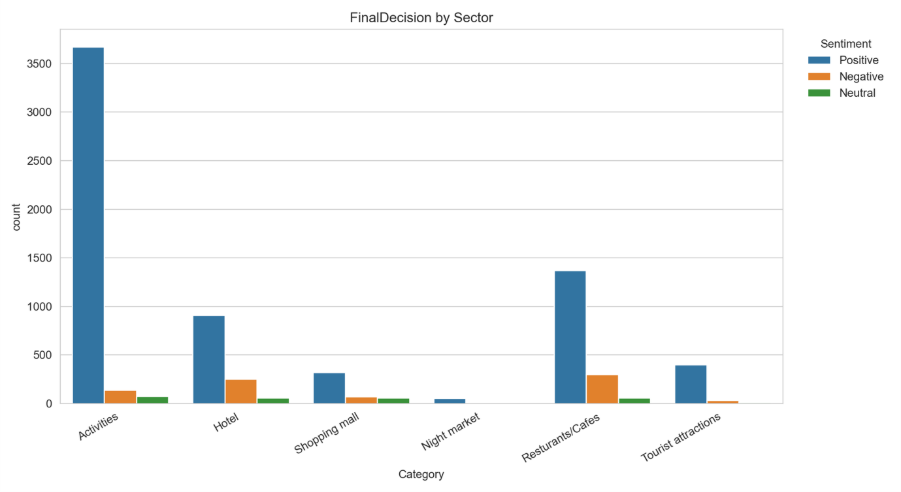 FinalDecision by Sector
Sentiment
Positive
Negative
Neutral
3500
3000
2500
2000
1500
1000
500
0
count
Activities
Hotel
Shopping mall
Night market
Resturants/Cafes
Tourist attractions
Category